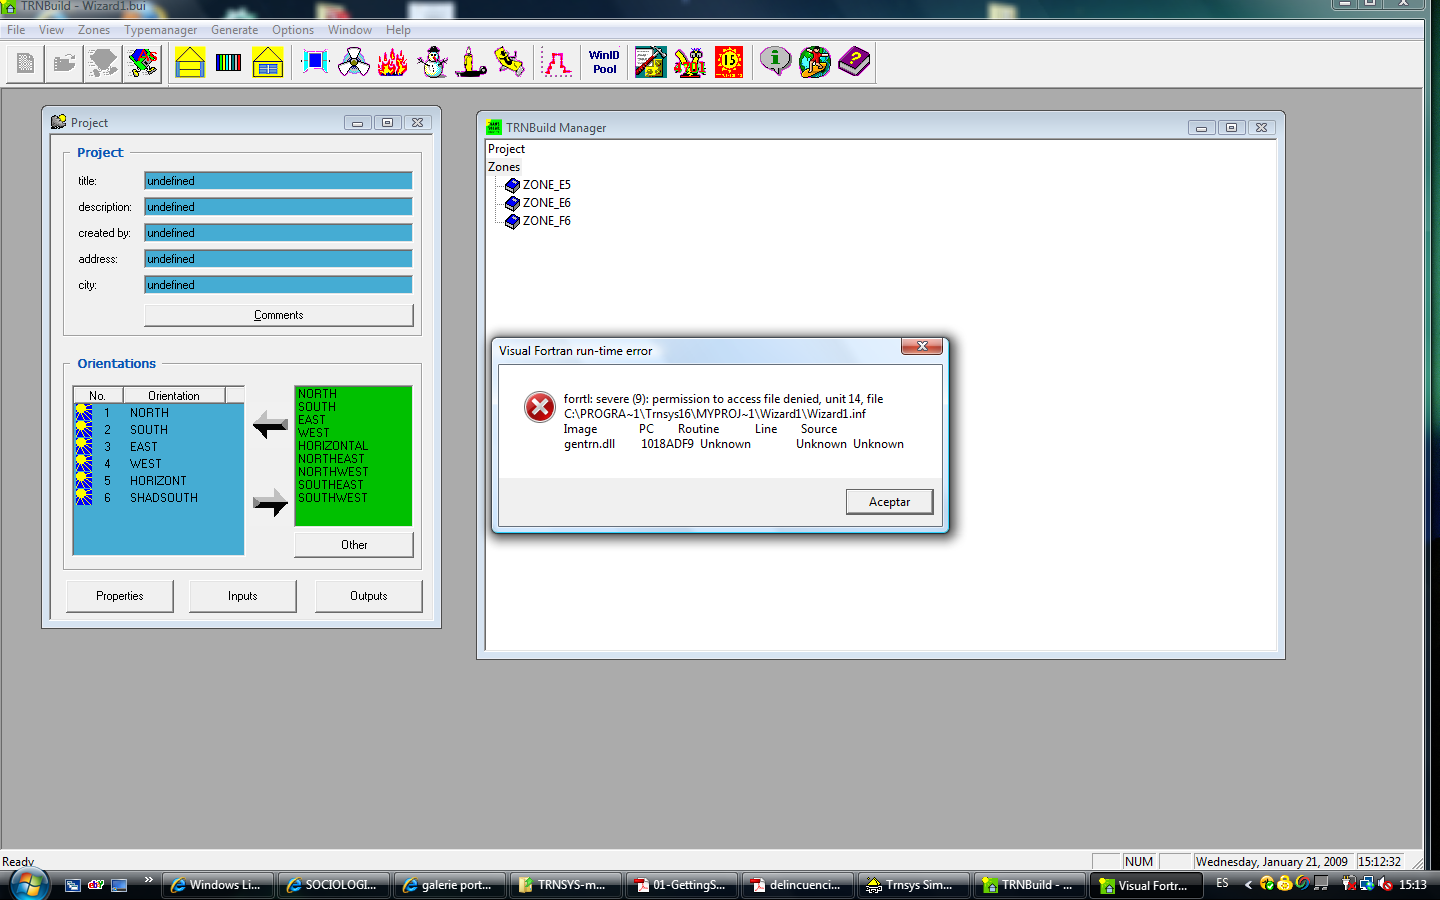 TRNBuild - Wizard1.bui
File View Zones Typemanager Generate Options Window Help
WinID
Pool
15
Project
Project
title: undefined
description: undefined
created by: undefined
address: undefined
city: undefined
Comments
Orientations
No. Orientation
1 NORTH
2 SOUTH
3 EAST
4 WEST
5 HORIZONT
6 SHADSOUTH
NORTH
SOUTH
EAST
WEST
HORIZONTAL
NORTHEAST
NORTHWEST
SOUTHEAST
SOUTHWEST
Other
Properties Inputs Outputs
TRNBuild Manager
Project
Zones
ZONE_E5
ZONE_E6
ZONE_F6
Visual Fortran run-time error
forrtl: severe (9): permission to access file denied, unit 14, file
C:\PROGRA~1\Trnsys16\MYPROJ~1\Wizard1\Wizard1.inf
Image PC Routine Line Source
gentrn.dll 1018ADF9 Unknown Unknown Unknown
Aceptar
Ready NUM Wednesday, January 21, 2009 15:12:32
» Windows Li... SOCIOLOGI... galerie port... TRNSYS-m... 01-GettingS... delincuenci... Trnsys Sim... TRNBuild - ... Visual Fortr... ES < 15:13